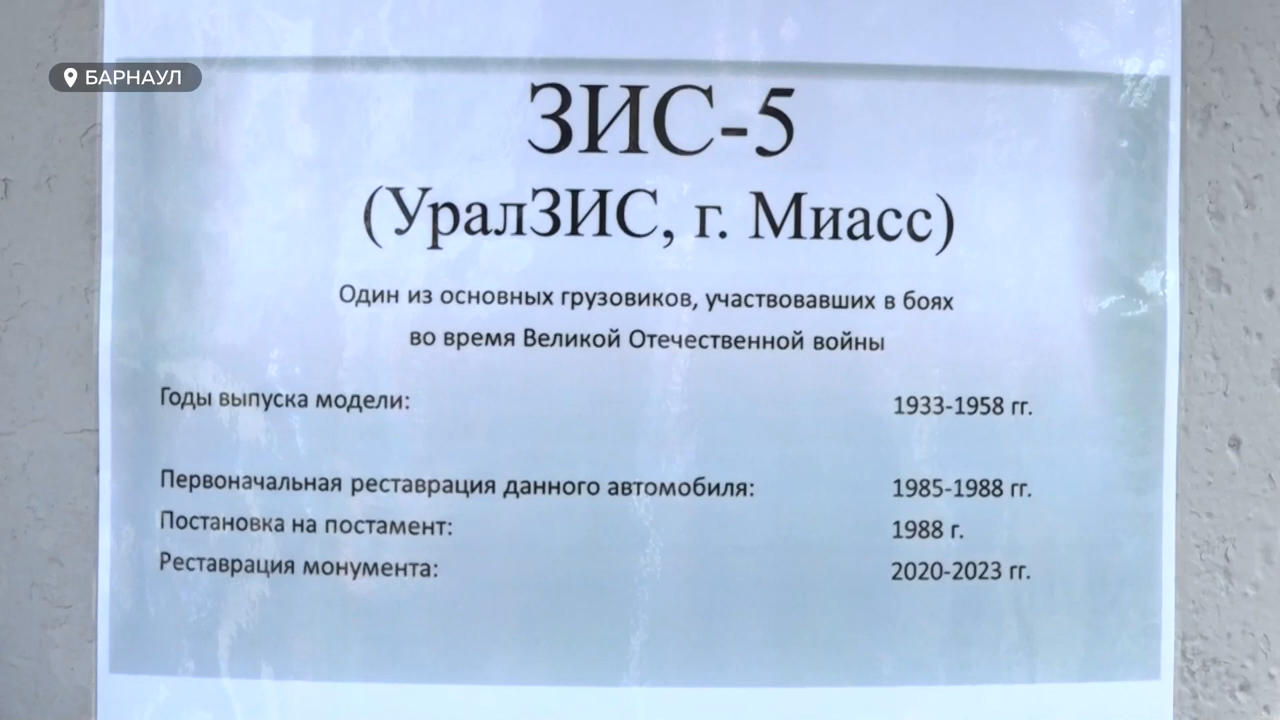 БАРНАУЛ
ЗИС-5
(УралЗИС, г. Миасс)
Один из основных грузовиков, участвовавших в боях
во время Великой Отечественной войны
Годы выпуска модели: 1933-1958 гг.
Первоначальная реставрация данного автомобиля: 1985-1988 гг.
Постановка на постамент: 1988 г.
Реставрация монумента: 2020-2023 гг.